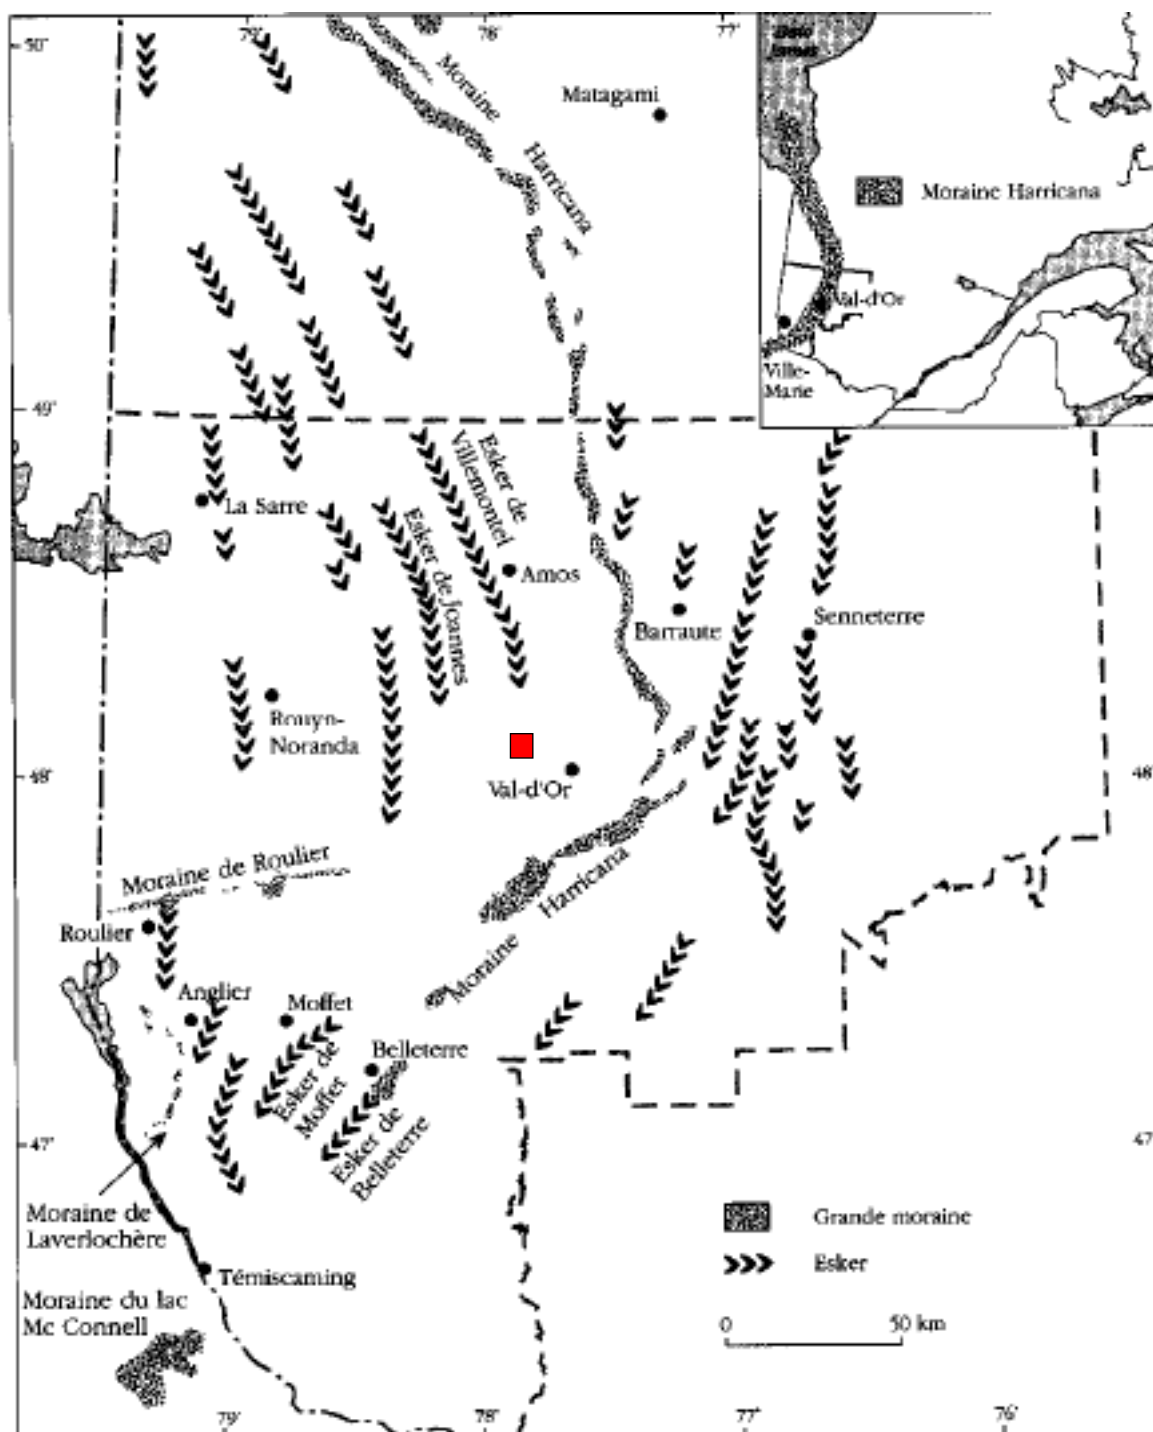 50°
78°
77°
Moraine
Harricana
Matagami
Baie
James
Moraine Harricana
Val-d'Or
Ville-
Marie
49°
Esker de
Villemontel
La Sarre
Esker de Joannes
Amos
Barraute
Senneterre
Rouyn-
Noranda
Val-d'Or
48°
48°
Moraine de Roulier
Harricana
Moraine
Roulier
Anglier
Moffet
Belleterre
Esker de
Moffet
Esker de
Belleterre
47°
47°
Moraine de
Laverlochère
Grande moraine
Esker
Témiscaming
Moraine du lac
Mc Connell
0 50 km
79°
78°
77°
76°